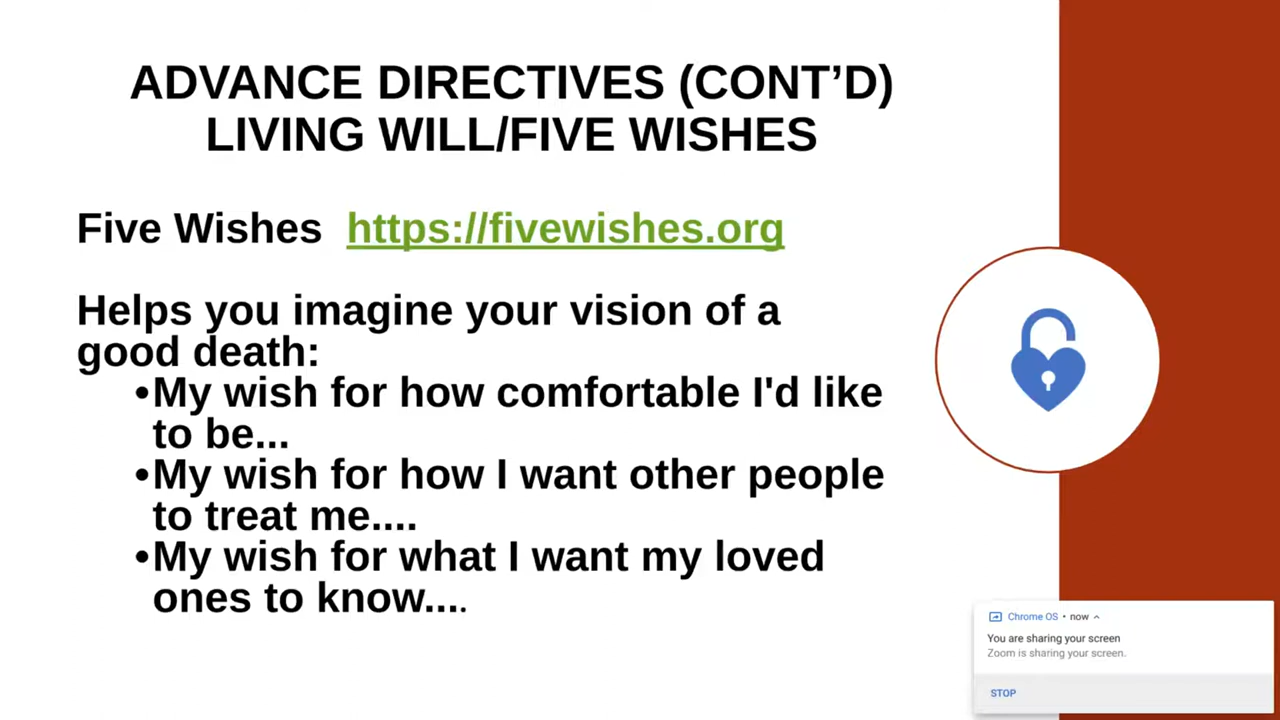 ADVANCE DIRECTIVES (CONT’D)
LIVING WILL/FIVE WISHES
Five Wishes https://fivewishes.org
Helps you imagine your vision of a
good death:
•My wish for how comfortable I'd like
to be...
•My wish for how I want other people
to treat me....
•My wish for what I want my loved
ones to know....
Chrome OS • now
You are sharing your screen
Zoom is sharing your screen.
STOP